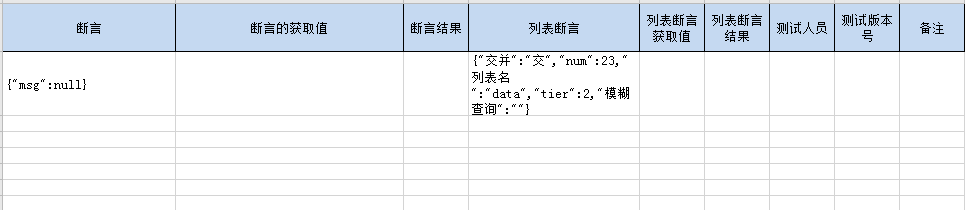 断言 断言的获取值 断言结果 列表断言 列表断言获取值 列表断言结果 测试人员 测试版本号 备注
{"msg":null}
{"交并":"交","num":23,"
列表名
":"data","tier":2,"模糊
查询":""}